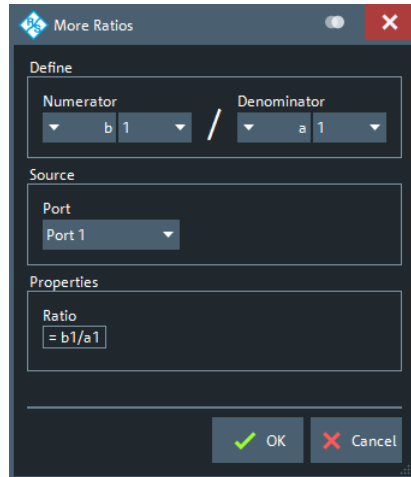 R&S More Ratios
Define
Numerator Denominator
b 1 / a 1
Source
Port
Port 1
Properties
Ratio
= b1/a1
OK Cancel